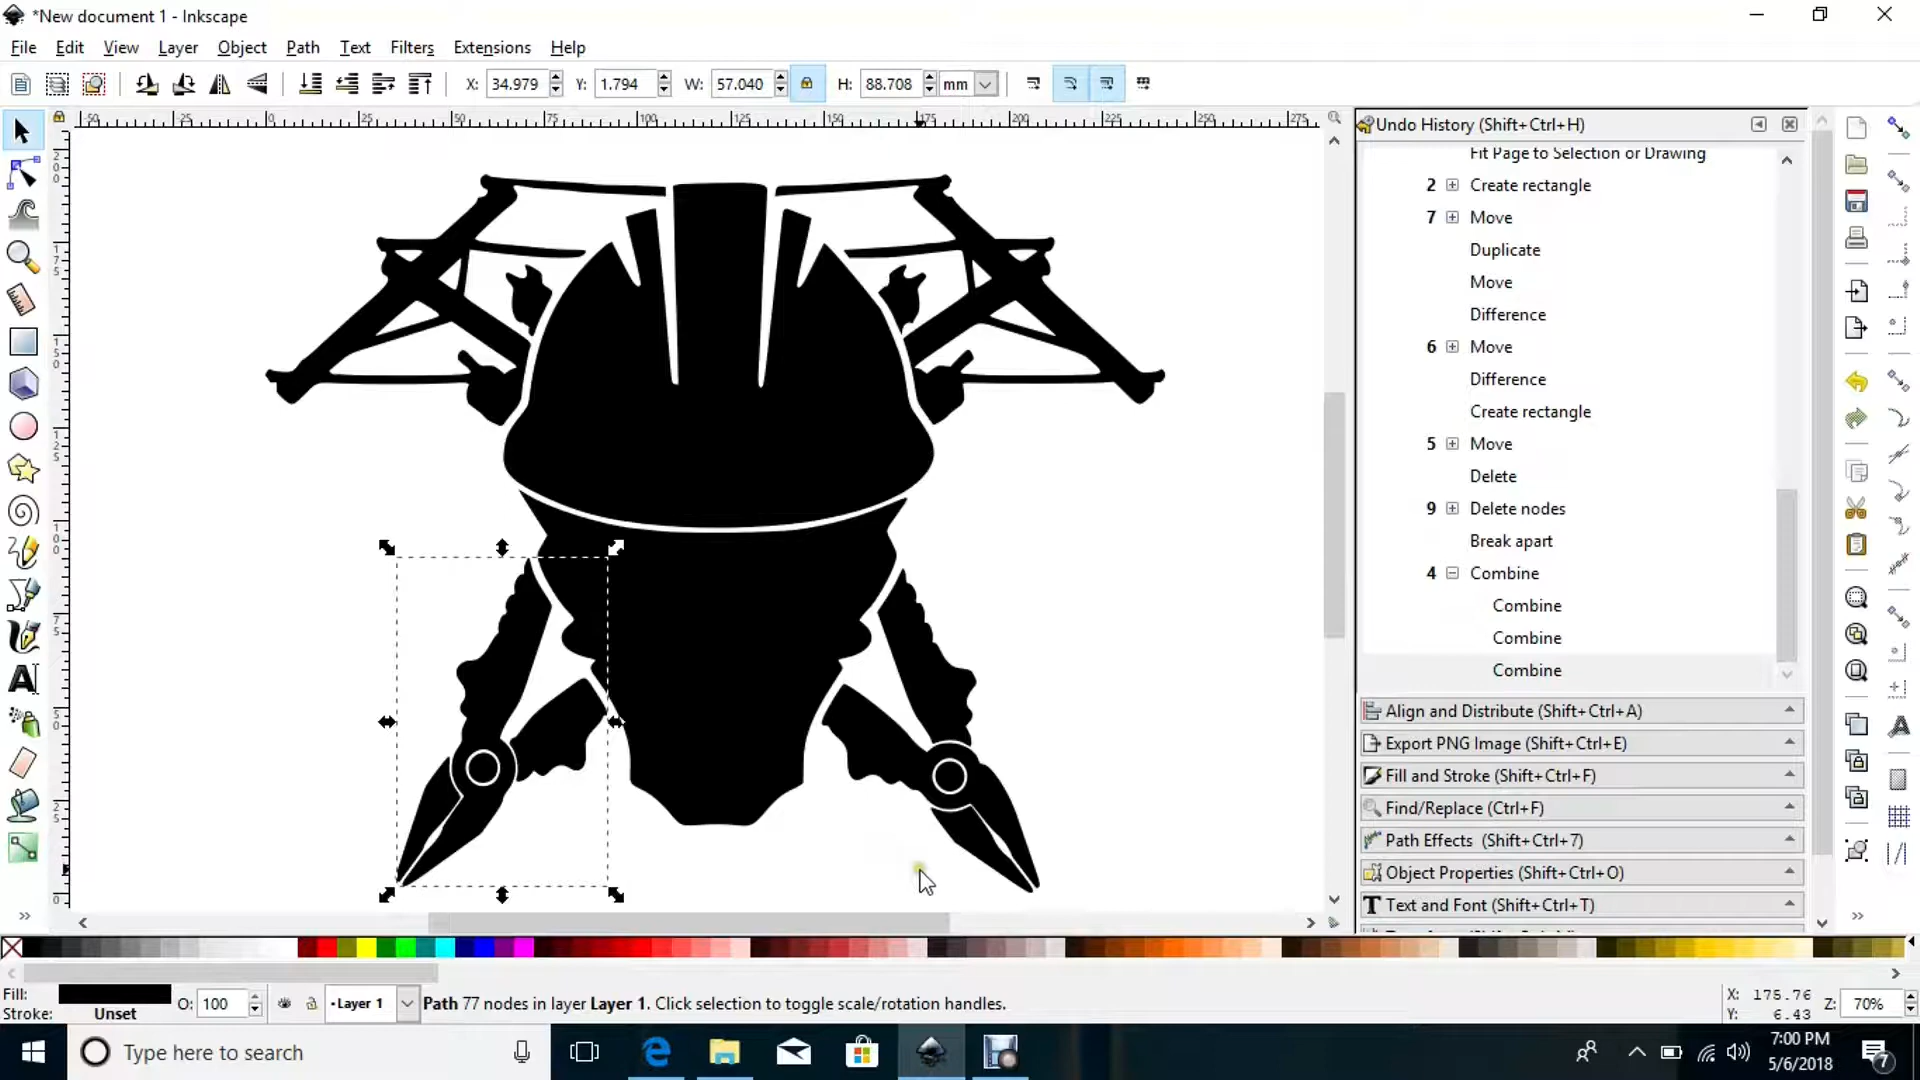 *New document 1 - Inkscape
File Edit View Layer Object Path Text Filters Extensions Help
X: 34.979 Y: 1.794 W: 57.040 H: 88.708 mm
Undo History (Shift+Ctrl+H)
Fit Page to Selection or Drawing
2 Create rectangle
7 Move
Duplicate
Move
Difference
6 Move
Difference
Create rectangle
5 Move
Delete
9 Delete nodes
Break apart
4 Combine
Combine
Combine
Combine
Align and Distribute (Shift+Ctrl+A)
Export PNG Image (Shift+Ctrl+E)
Fill and Stroke (Shift+Ctrl+F)
Find/Replace (Ctrl+F)
Path Effects (Shift+Ctrl+7)
Object Properties (Shift+Ctrl+O)
Text and Font (Shift+Ctrl+T)
Fill:
Stroke: Unset
O: 100
Layer 1
Path 77 nodes in layer Layer 1. Click selection to toggle scale/rotation handles.
X: 175.76
Y: 6.43
Z: 70%
Type here to search
7:00 PM
5/6/2018
7